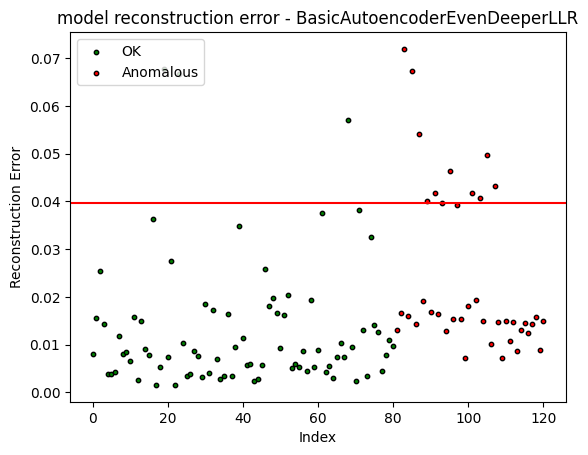 model reconstruction error - BasicAutoencoderEvenDeeperLLR
OK
Anomalous
0.07
0.06
0.05
0.04
0.03
0.02
0.01
0.00
Reconstruction Error
0 20 40 60 80 100 120
Index